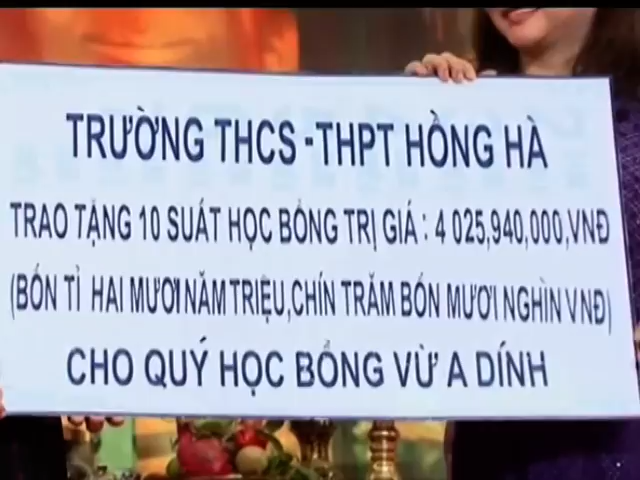 TRƯỜNG THCS -THPT HỒNG HÀ
TRAO TẶNG 10 SUẤT HỌC BỔNG TRỊ GIÁ : 4 025,940,000,VNĐ
(BỐN TỈ HAI MƯƠI NĂM TRIỆU,CHÍN TRĂM BỐN MƯƠI NGHÌN VNĐ)
CHO QUỸ HỌC BỔNG VỪ A DÍNH